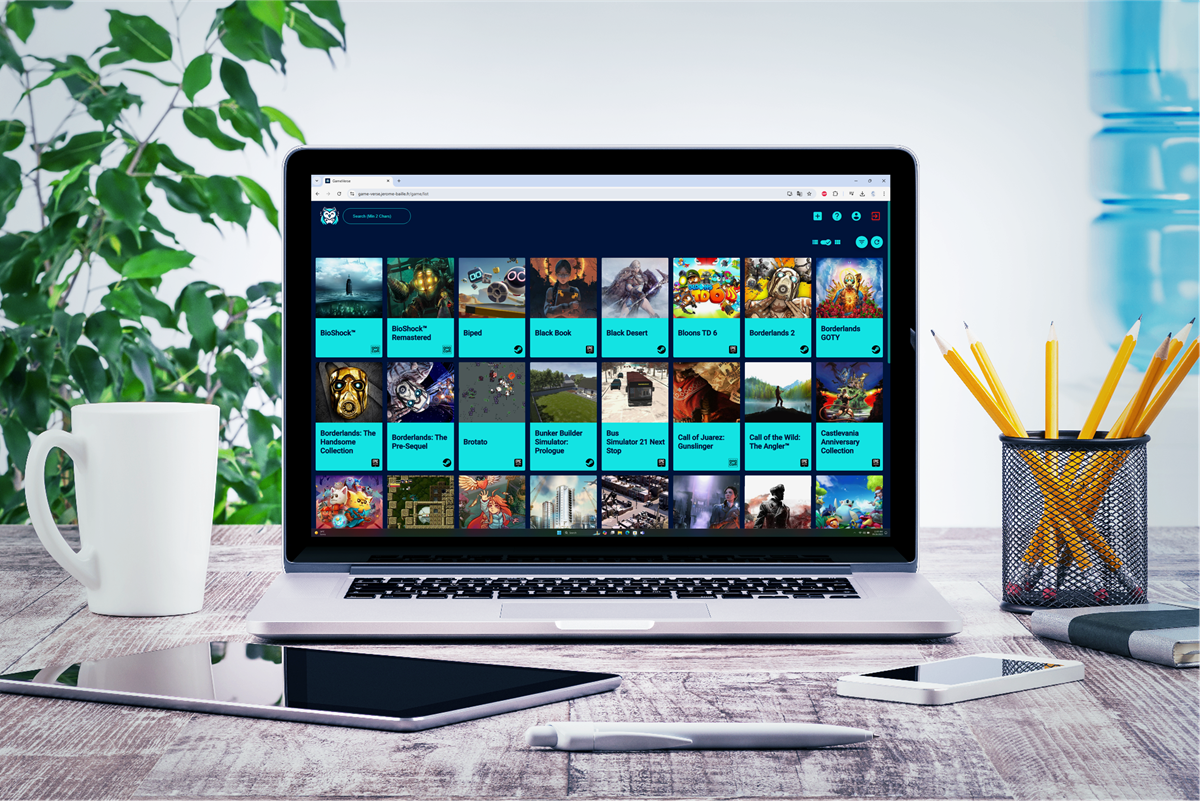 GameVerse
game-verse.jerome-baille.fr/game/list
Search (Min 2 Chars)
BioShock™
BioShock™
Remastered
Biped
Black Book
Black Desert
Bloons TD 6
Borderlands 2
Borderlands
GOTY
Borderlands: The
Handsome
Collection
Borderlands: The
Pre-Sequel
Brotato
Bunker Builder
Simulator:
Prologue
Bus
Simulator 21 Next
Stop
Call of Juarez:
Gunslinger
Call of the Wild:
The Angler™
Castlevania
Anniversary
Collection